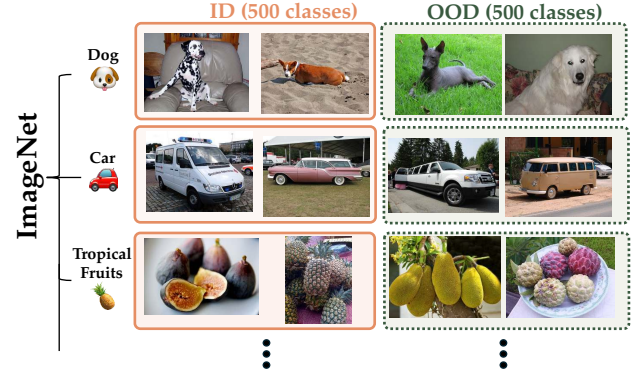 ID (500 classes)
OOD (500 classes)
ImageNet
Dog
Car
Tropical
Fruits